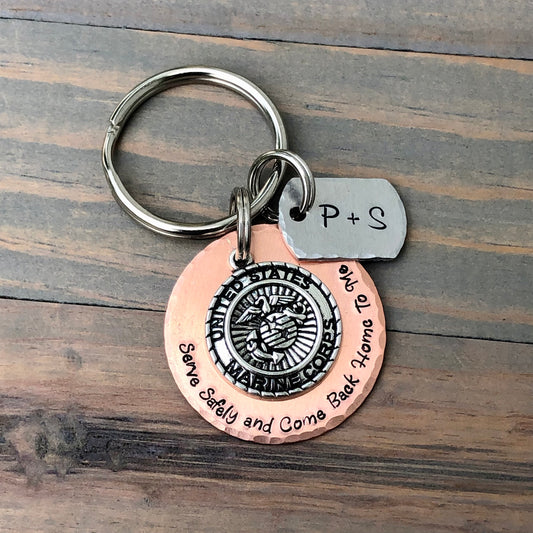 P + S
UNITED STATES
MARINE CORPS
Serve Safely and Come Back Home To Me